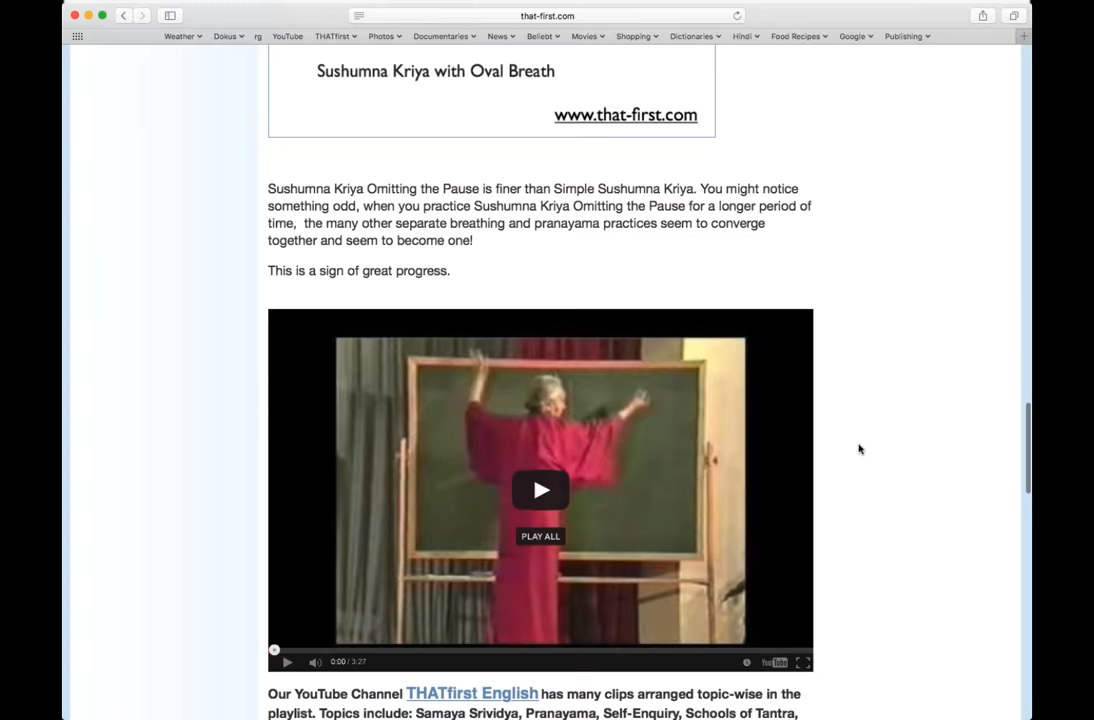 that-first.com
Weather Dokus rg YouTube THATfirst Photos Documentaries News Beliebt Movies Shopping Dictionaries Hindi Food Recipes Google Publishing
Sushumna Kriya with Oval Breath
www.that-first.com
Sushumna Kriya Omitting the Pause is finer than Simple Sushumna Kriya. You might notice
something odd, when you practice Sushumna Kriya Omitting the Pause for a longer period of
time, the many other separate breathing and pranayama practices seem to converge
together and seem to become one!
This is a sign of great progress.
PLAY ALL
0:00 / 3:27
YouTube
Our YouTube Channel THATfirst English has many clips arranged topic-wise in the
playlist. Topics include: Samaya Srividya, Pranayama, Self-Enquiry, Schools of Tantra,